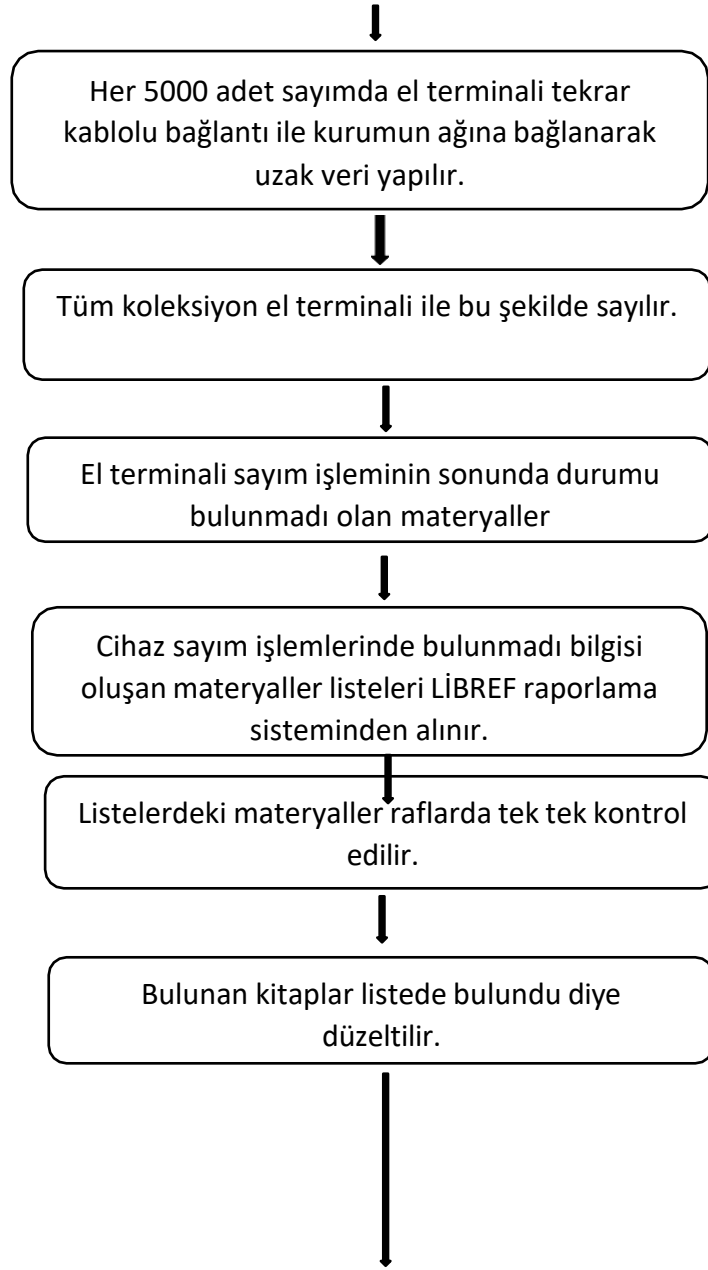 Her 5000 adet sayımda el terminali tekrar
kablolu bağlantı ile kurumun ağına bağlanarak
uzak veri yapılır.
Tüm koleksiyon el terminali ile bu şekilde sayılır.
El terminali sayım işleminin sonunda durumu
bulunmadı olan materyaller
Cihaz sayım işlemlerinde bulunmadı bilgisi
oluşan materyaller listeleri LİBREF raporlama
sisteminden alınır.
Listelerdeki materyaller raflarda tek tek kontrol
edilir.
Bulunan kitaplar listede bulundu diye
düzeltilir.